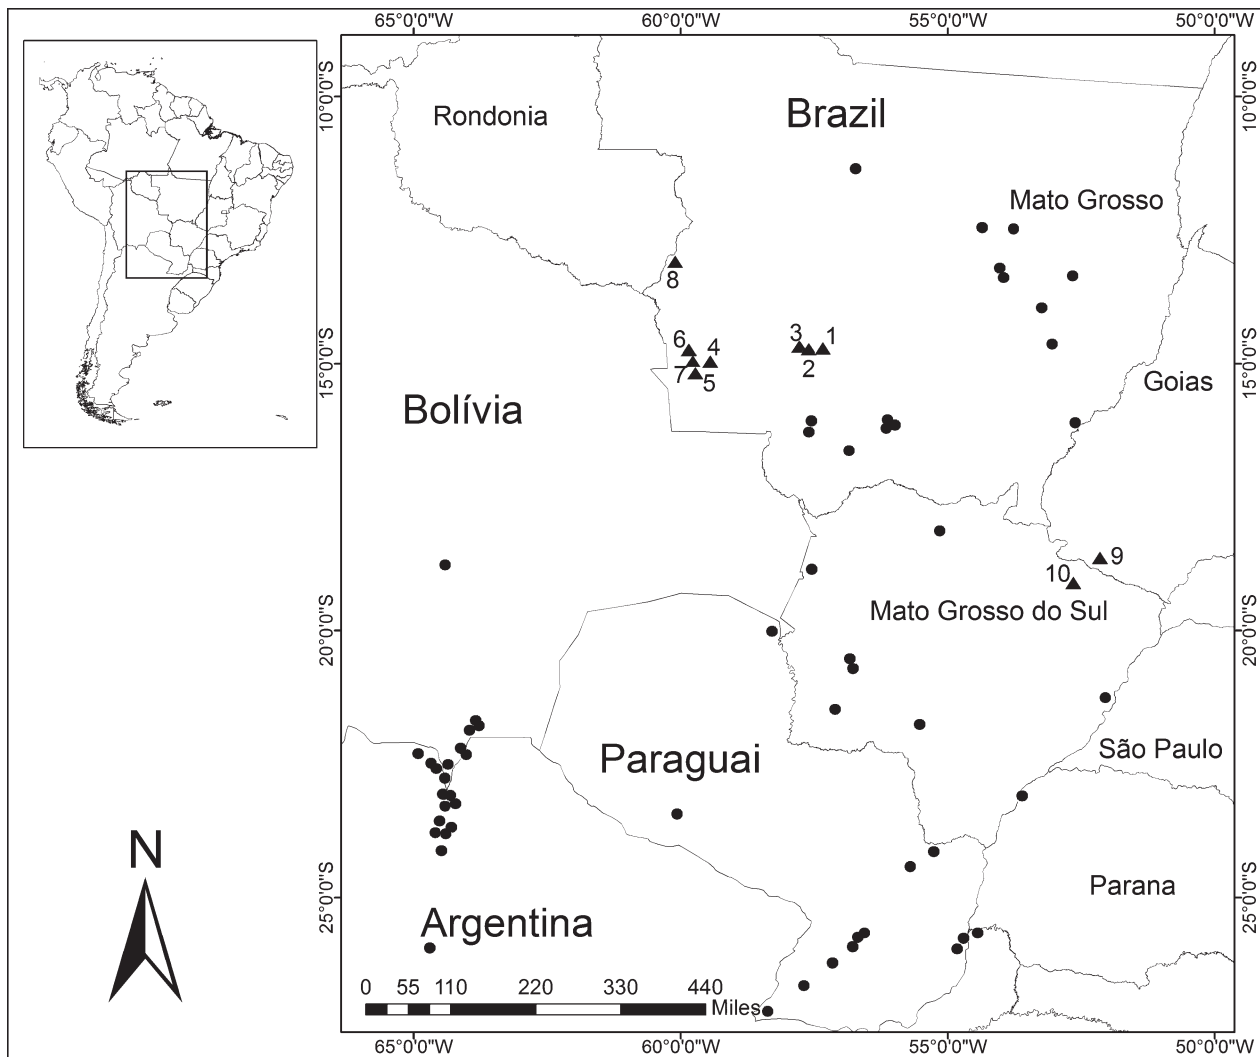 65°0'0"W 60°0'0"W 55°0'0"W 50°0'0"W
10°0'0"S
10°0'0"S
Rondonia
Brazil
Mato Grosso
8
3 1
2
6 4
7 5
15°0'0"S
15°0'0"S
Goias
Bolívia
9
10
Mato Grosso do Sul
20°0'0"S
20°0'0"S
Paraguai
São Paulo
N
Parana
25°0'0"S
25°0'0"S
Argentina
0 55 110 220 330 440
Miles
65°0'0"W 60°0'0"W 55°0'0"W 50°0'0"W